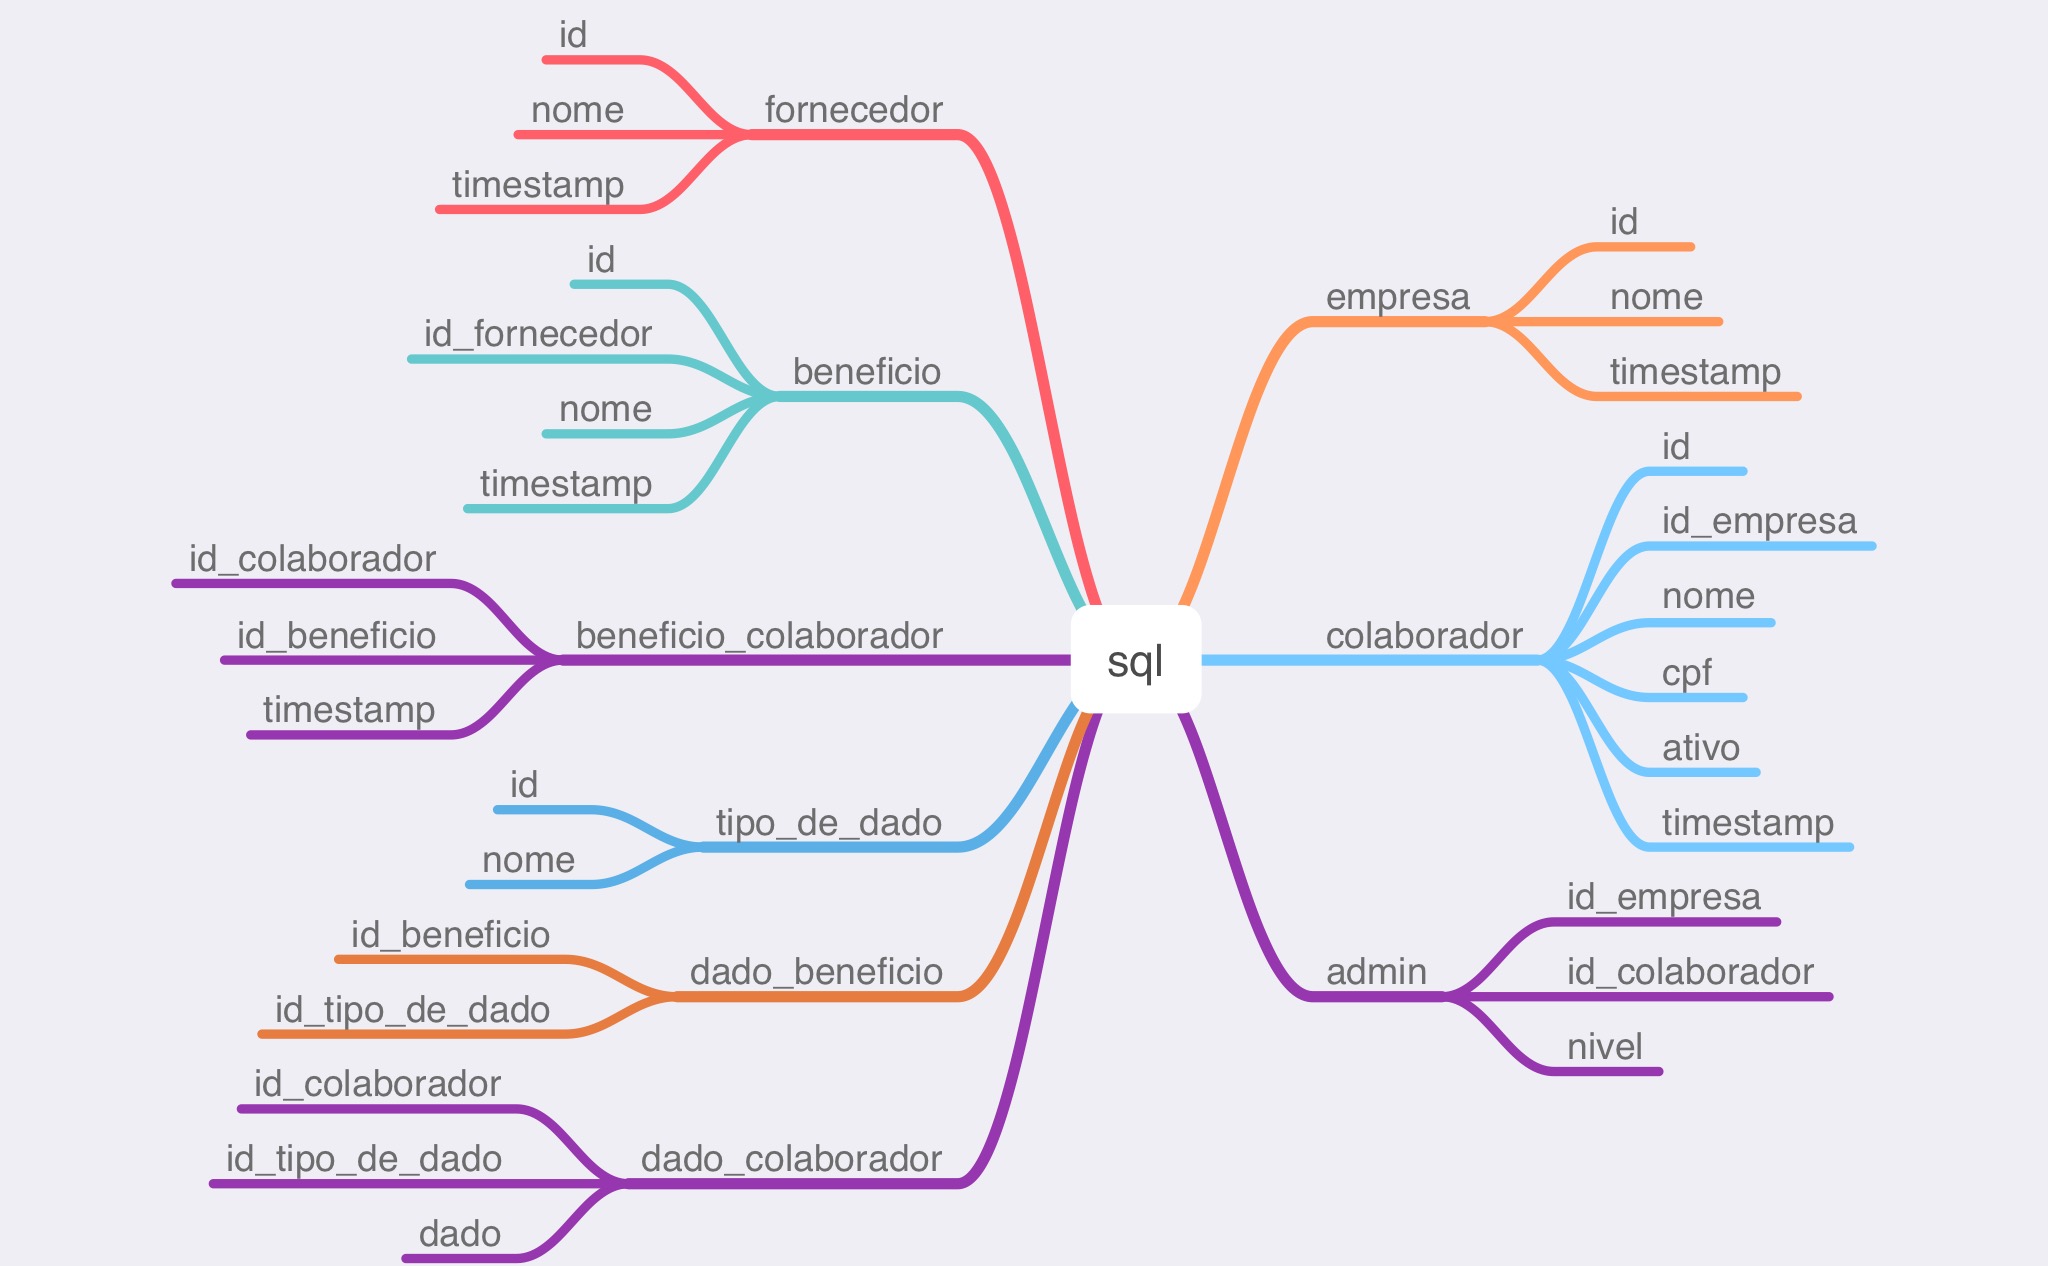 sql
fornecedor
id
nome
timestamp
beneficio
id
id_fornecedor
nome
timestamp
beneficio_colaborador
id_colaborador
id_beneficio
timestamp
tipo_de_dado
id
nome
dado_beneficio
id_beneficio
id_tipo_de_dado
dado_colaborador
id_colaborador
id_tipo_de_dado
dado
empresa
id
nome
timestamp
colaborador
id
id_empresa
nome
cpf
ativo
timestamp
admin
id_empresa
id_colaborador
nivel